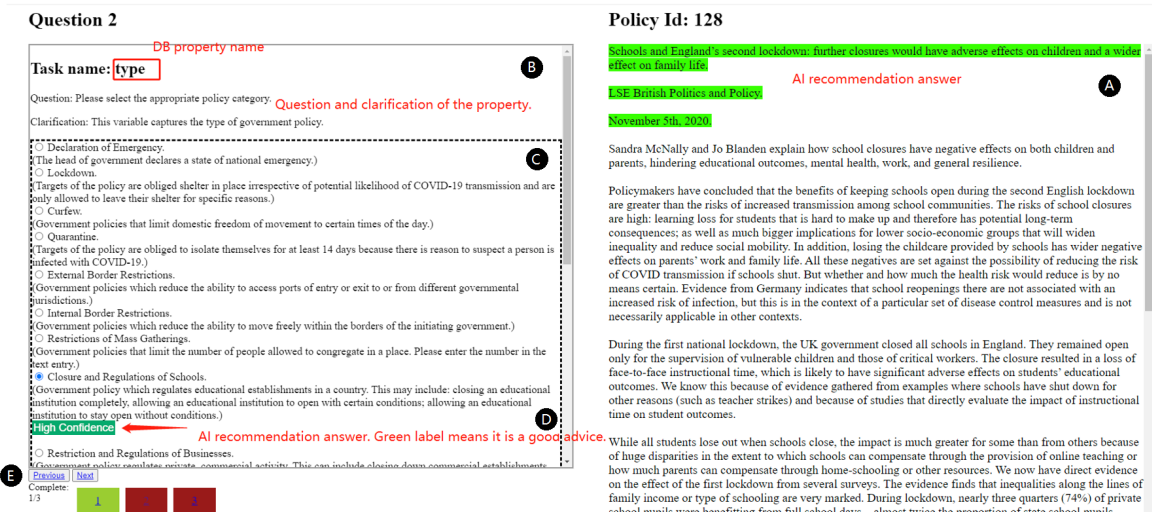 Question 2
DB property name
Task name: type
B
Question: Please select the appropriate policy category.
Question and clarification of the property.
Clarification: This variable captures the type of government policy.
Declaration of Emergency.
C
(The head of government declares a state of national emergency.)
Lockdown.
(Targets of the policy are obliged shelter in place irrespective of potential likelihood of COVID-19 transmission and are
only allowed to leave their shelter for specific reasons.)
Curfew.
(Government policies that limit domestic freedom of movement to certain times of the day.)
Quarantine.
(Targets of the policy are obliged to isolate themselves for at least 14 days because there is reason to suspect a person is
infected with COVID-19.)
External Border Restrictions.
(Government policies which reduce the ability to access ports of entry or exit to or from different governmental
jurisdictions.)
Internal Border Restrictions.
(Government policies which reduce the ability to move freely within the borders of the initiating government.)
Restrictions of Mass Gatherings.
(Government policies that limit the number of people allowed to congregate in a place. Please enter the number in the
text entry.)
Closure and Regulations of Schools.
(Government policy which regulates educational establishments in a country. This may include: closing an educational
institution completely, allowing an educational institution to open with certain conditions; allowing an educational
institution to stay open without conditions.)
D
High Confidence
AI recommendation answer. Green label means it is a good advice.
Restriction and Regulations of Businesses.
(Government policy regulates private commercial activity. This can include closing down commercial establishments
E
Previous
Next
Complete:
1/3
1
2
3
Policy Id: 128
Schools and England's second lockdown: further closures would have adverse effects on children and a wider
effect on family life.
AI recommendation answer
A
LSE British Politics and Policy.
November 5th, 2020.
Sandra McNally and Jo Blanden explain how school closures have negative effects on both children and
parents, hindering educational outcomes, mental health, work, and general resilience.
Policymakers have concluded that the benefits of keeping schools open during the second English lockdown
are greater than the risks of increased transmission among school communities. The risks of school closures
are high: learning loss for students that is hard to make up and therefore has potential long-term
consequences; as well as much bigger implications for lower socio-economic groups that will widen
inequality and reduce social mobility. In addition, losing the childcare provided by schools has wider negative
effects on parents' work and family life. All these negatives are set against the possibility of reducing the risk
of COVID transmission if schools shut. But whether and how much the health risk would reduce is by no
means certain. Evidence from Germany indicates that school reopenings there are not associated with an
increased risk of infection, but this is in the context of a particular set of disease control measures and is not
necessarily applicable in other contexts.
During the first national lockdown, the UK government closed all schools in England. They remained open
only for the supervision of vulnerable children and those of critical workers. The closure resulted in a loss of
face-to-face instructional time, which is likely to have significant adverse effects on students' educational
outcomes. We know this because of evidence gathered from examples where schools have shut down for
other reasons (such as teacher strikes) and because of studies that directly evaluate the impact of instructional
time on student outcomes.
While all students lose out when schools close, the impact is much greater for some than from others because
of huge disparities in the extent to which schools can compensate through the provision of online teaching or
how much parents can compensate through home-schooling or other resources. We now have direct evidence
on the effect of the first lockdown from several surveys. The evidence finds that inequalities along the lines of
family income or type of schooling are very marked. During lockdown, nearly three quarters (74%) of private
school pupils were benefitting from full school days – almost twice the proportion of state school pupils